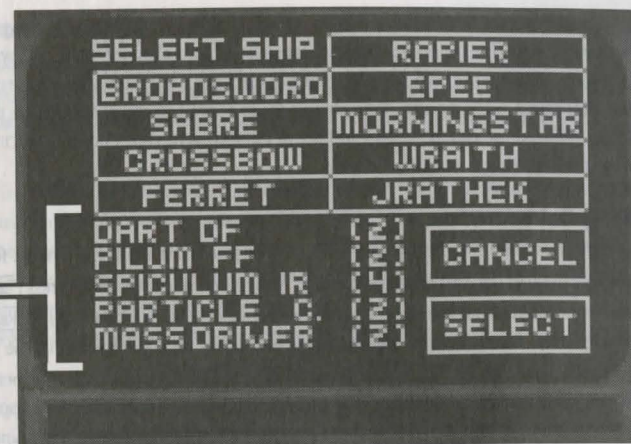 SELECT SHIP RAPIER
BROADSWORD EPEE
SABRE MORNINGSTAR
CROSSBOW WRAITH
FERRET JRATHEK
DART DF [2]
PILUM FF [2]
SPICULUM IR [4]
PARTICLE C. [2]
MASS DRIVER [2]
CANCEL
SELECT